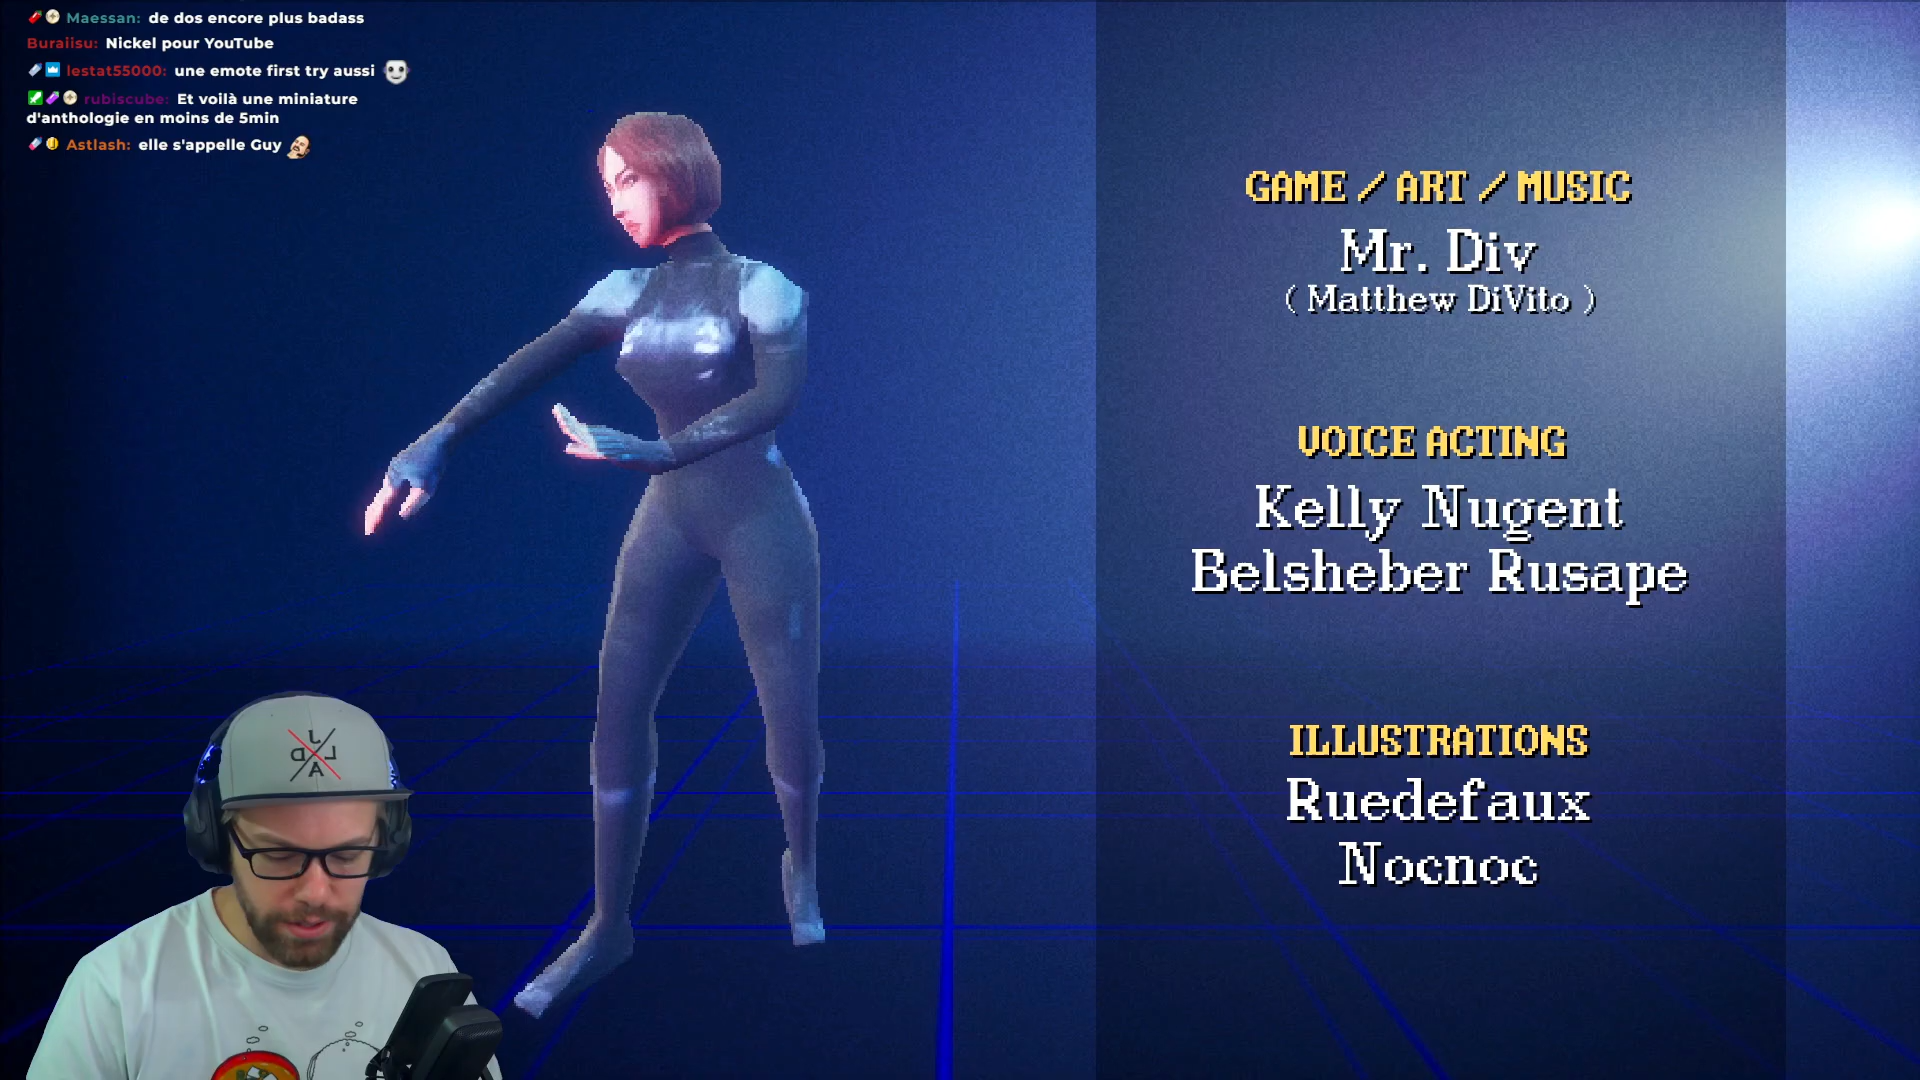 Maessan: de dos encore plus badass
Buraiisu: Nickel pour YouTube
lestat55000: une emote first try aussi
rubiscube: Et voilà une miniature
d'anthologie en moins de 5min
Astlash: elle s'appelle Guy
GAME / ART / MUSIC
Mr. Div
( Matthew DiVito )
VOICE ACTING
Kelly Nugent
Belsheber Rusape
ILLUSTRATIONS
Ruedefaux
Nocnoc